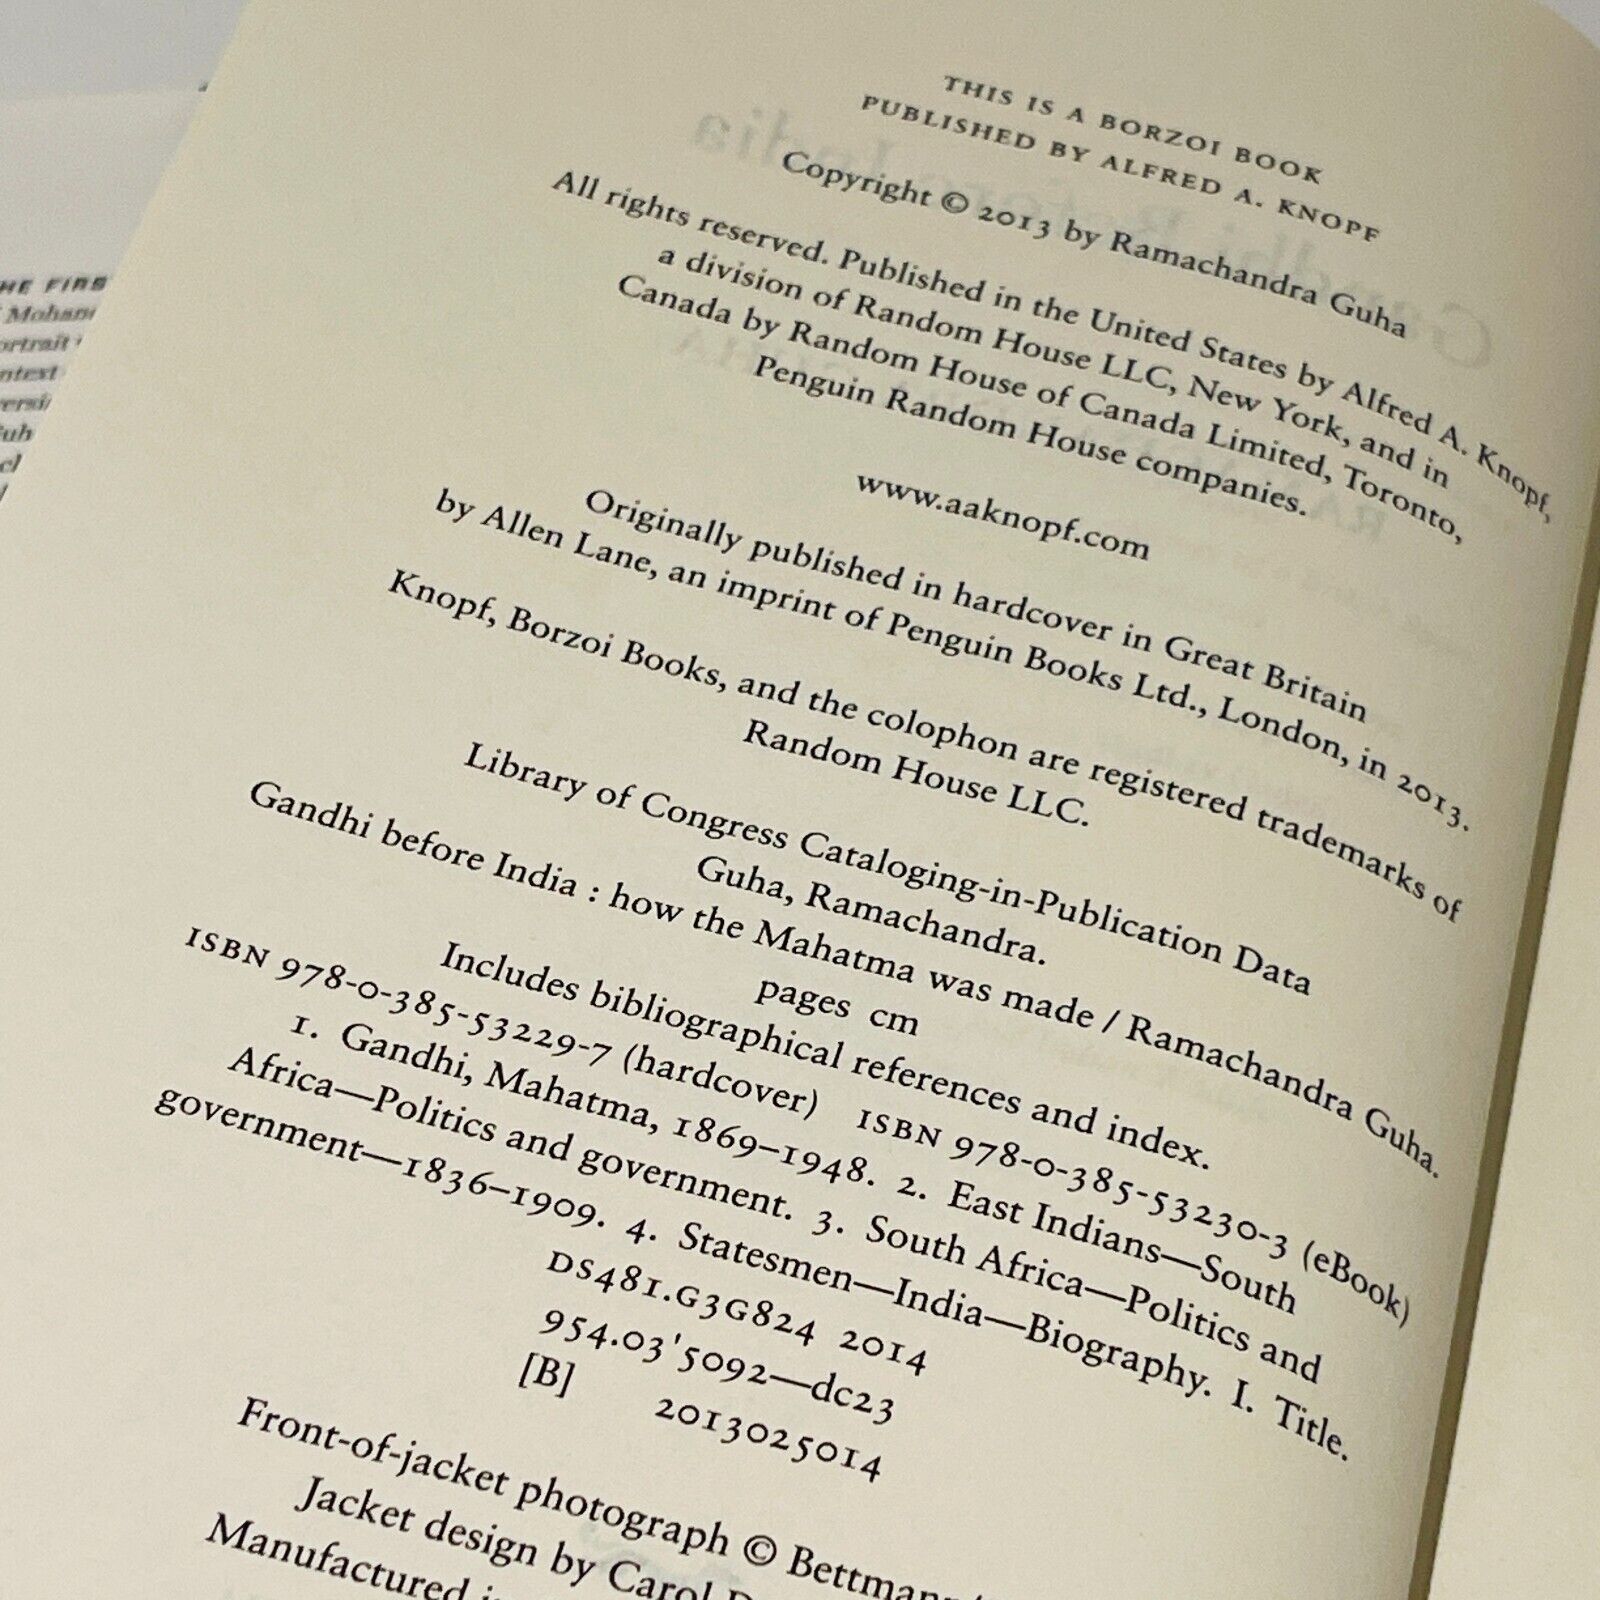 THIS IS A BORZOI BOOK
PUBLISHED BY ALFRED A. KNOPF
Copyright © 2013 by Ramachandra Guha
All rights reserved. Published in the United States by Alfred A. Knopf,
a division of Random House LLC, New York, and in
Canada by Random House of Canada Limited, Toronto,
Penguin Random House companies.
www.aaknopf.com
Originally published in hardcover in Great Britain
by Allen Lane, an imprint of Penguin Books Ltd., London, in 2013.
Knopf, Borzoi Books, and the colophon are registered trademarks of
Random House LLC.
Library of Congress Cataloging-in-Publication Data
Guha, Ramachandra.
Gandhi before India : how the Mahatma was made / Ramachandra Guha.
pages cm
Includes bibliographical references and index.
ISBN 978-0-385-53229-7 (hardcover) ISBN 978-0-385-53230-3 (eBook)
1. Gandhi, Mahatma, 1869–1948. 2. East Indians—South
Africa—Politics and government. 3. South Africa—Politics and
government—1836–1909. 4. Statesmen—India—Biography. I. Title.
DS481.G3G824 2014
954.03'5092—dc23
[B] 2013025014
Front-of-jacket photograph © Bettmann
Jacket design by Carol
Manufactured